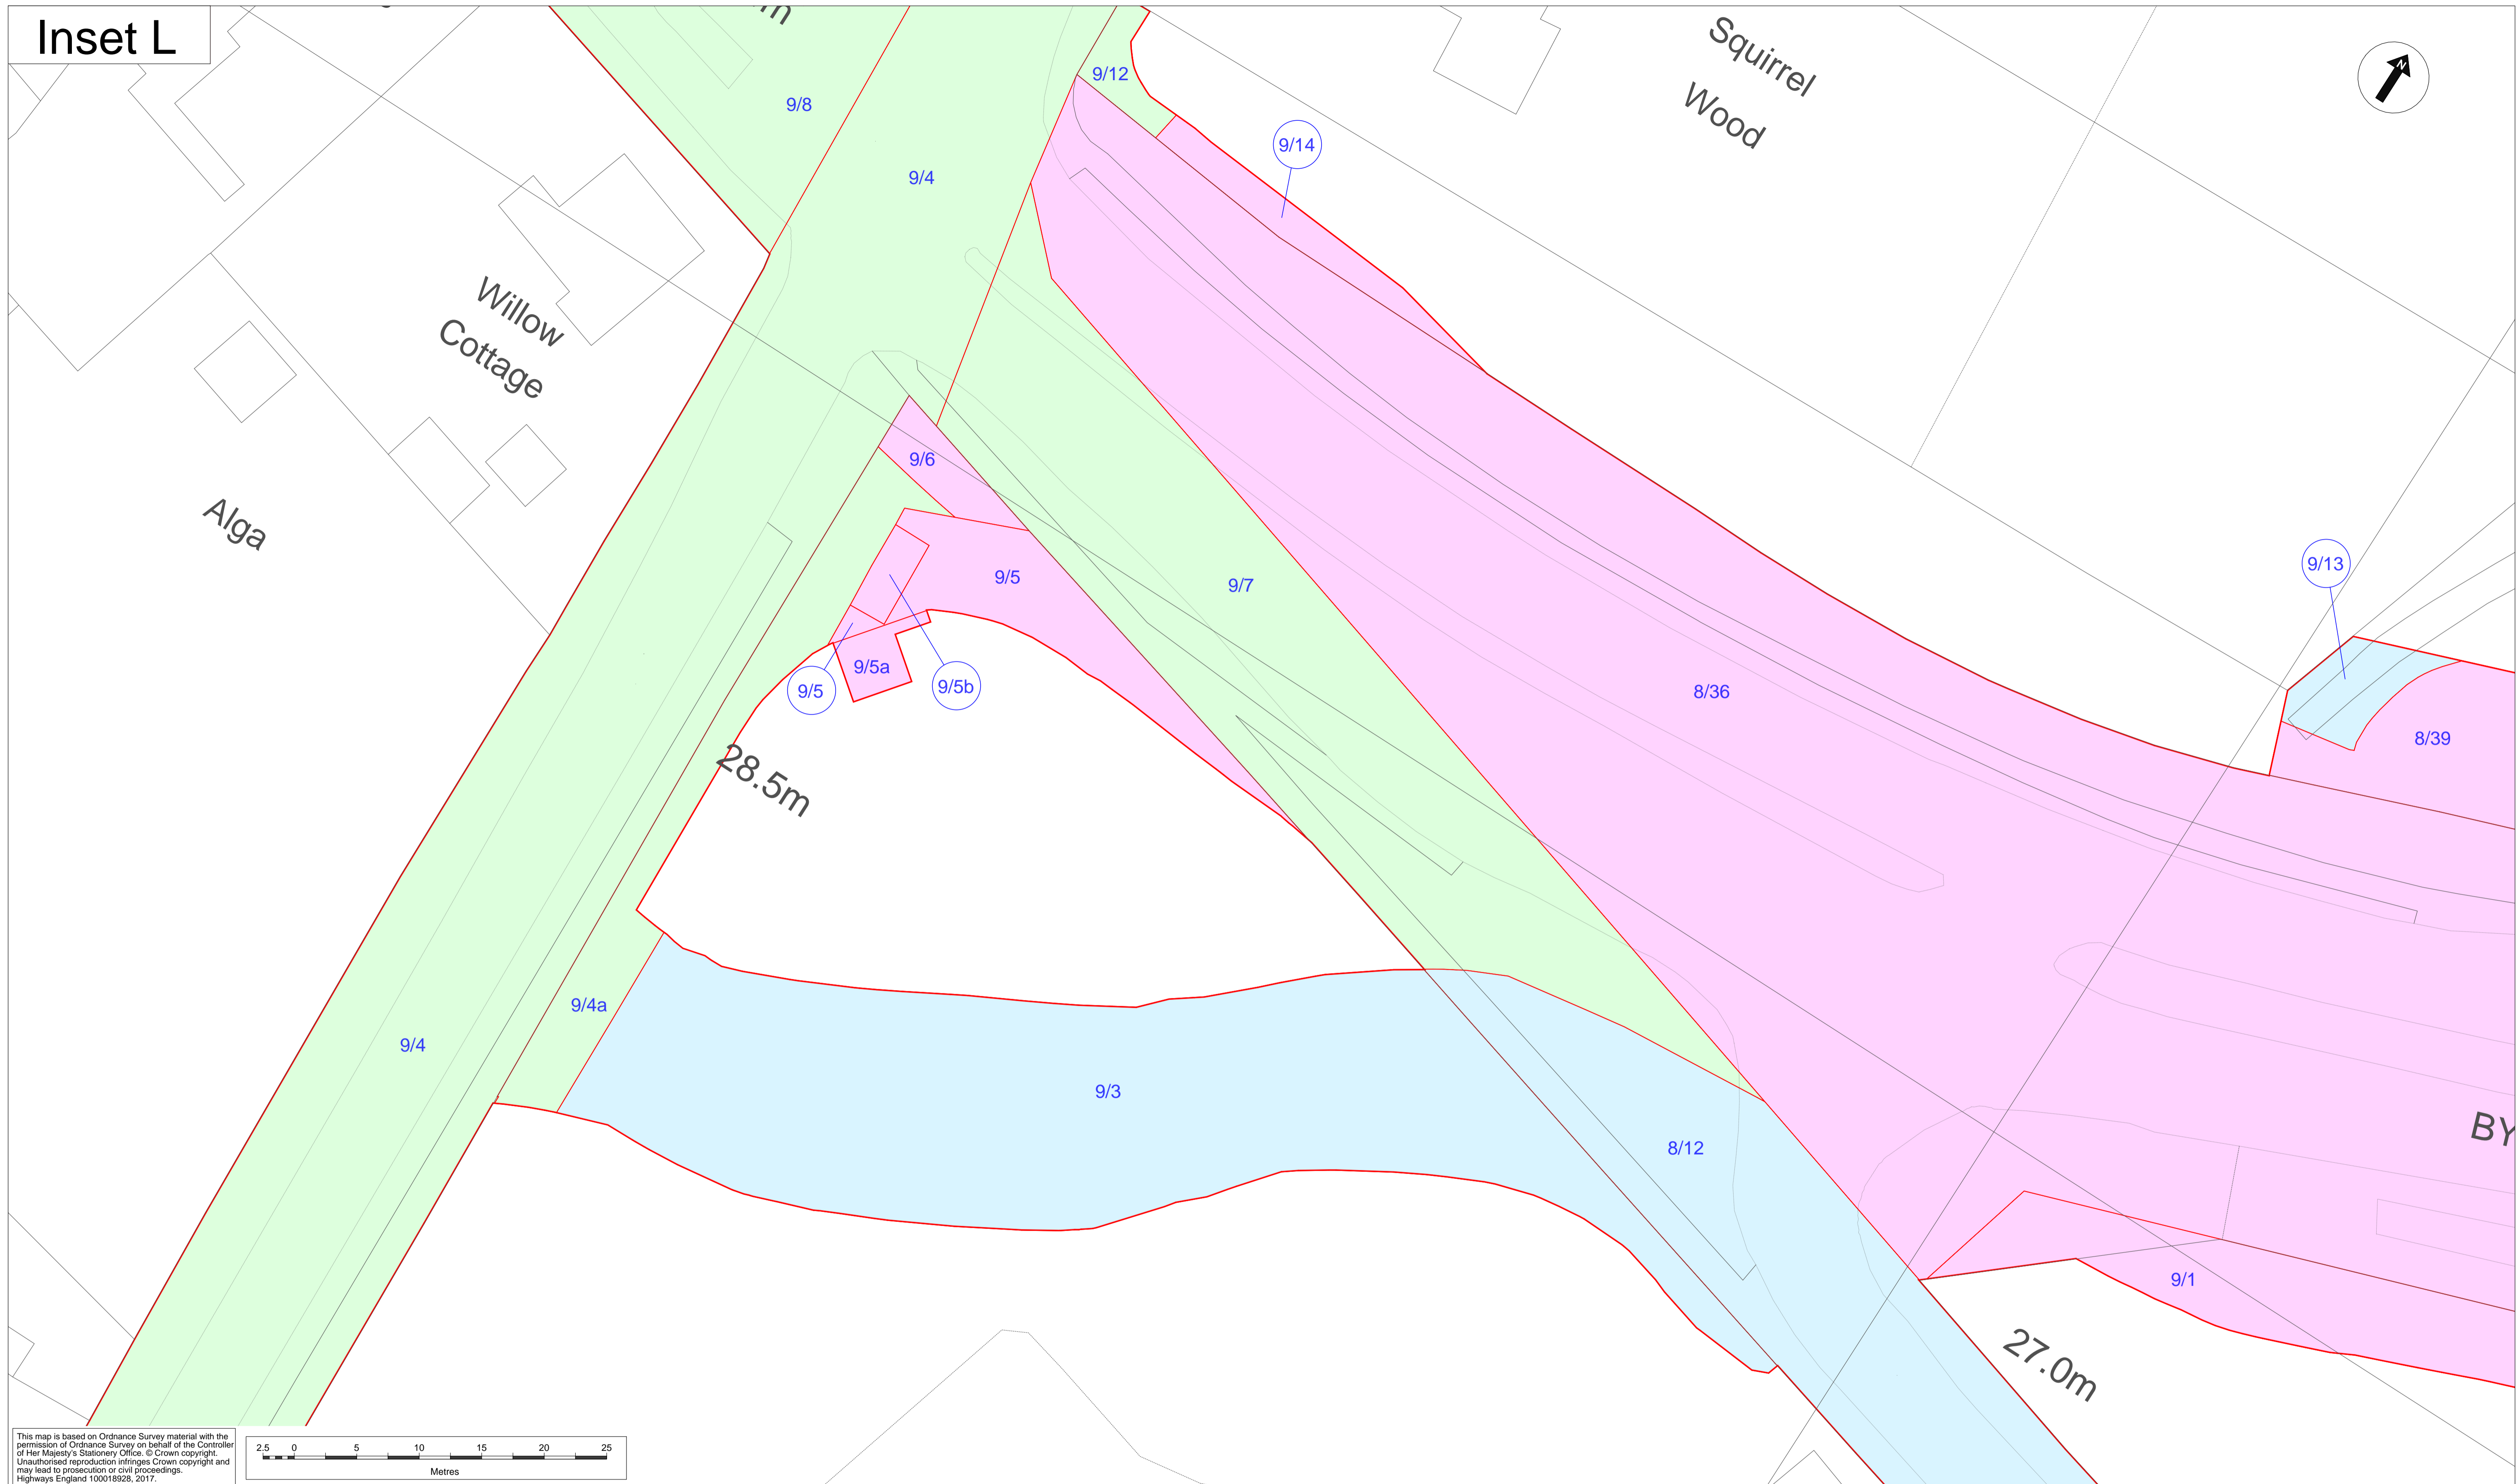 Inset L
Squirrel
Wood
N
9/12
9/8
9/14
9/4
Willow
Cottage
9/6
Alga
9/13
9/5
9/7
9/5a
9/5
9/5b
8/36
8/39
28.5m
9/4a
9/4
9/3
8/12
BY
9/1
27.0m
This map is based on Ordnance Survey material with the
permission of Ordnance Survey on behalf of the Controller
of Her Majesty's Stationery Office. © Crown copyright.
Unauthorised reproduction infringes Crown copyright and
may lead to prosecution or civil proceedings.
Highways England 100018928, 2017.
2.5 0 5 10 15 20 25
Metres